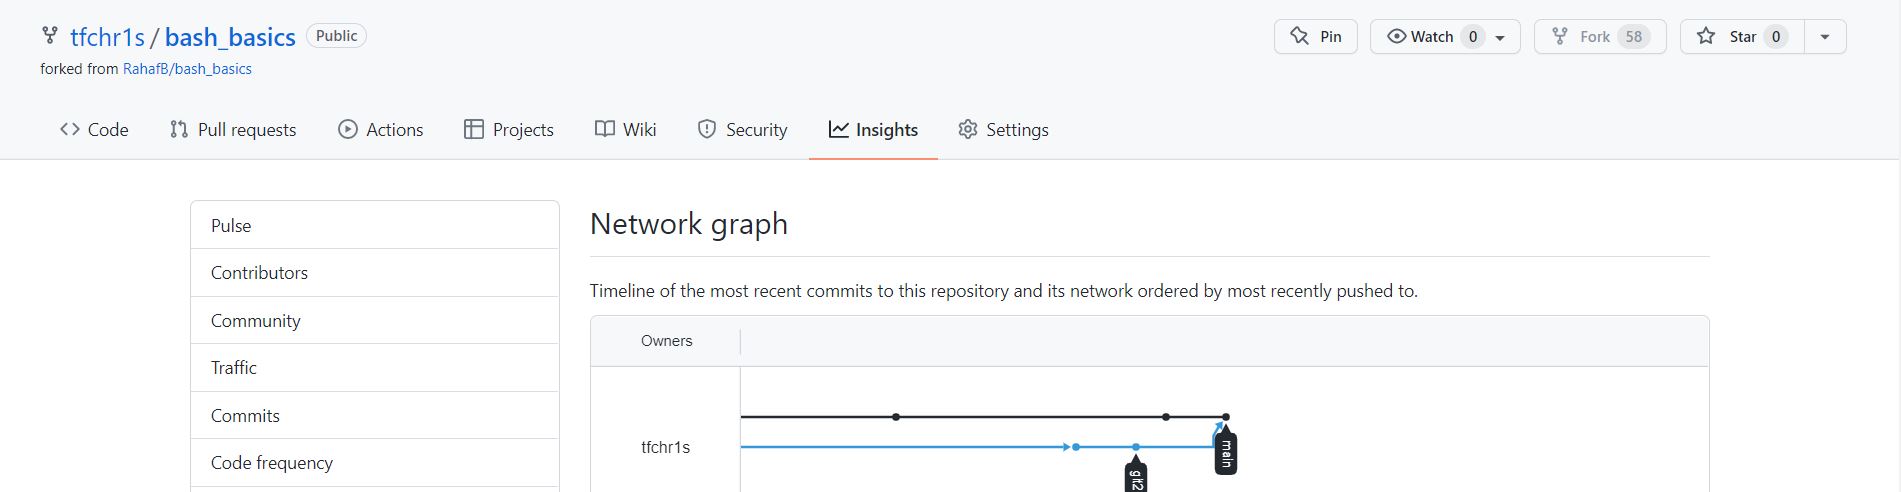 tfchr1s / bash_basics Public
Pin
Watch 0
Fork 58
Star 0
forked from RahafB/bash_basics
Code
Pull requests
Actions
Projects
Wiki
Security
Insights
Settings
Pulse
Contributors
Community
Traffic
Commits
Code frequency
Network graph
Timeline of the most recent commits to this repository and its network ordered by most recently pushed to.
Owners
tfchr1s
main